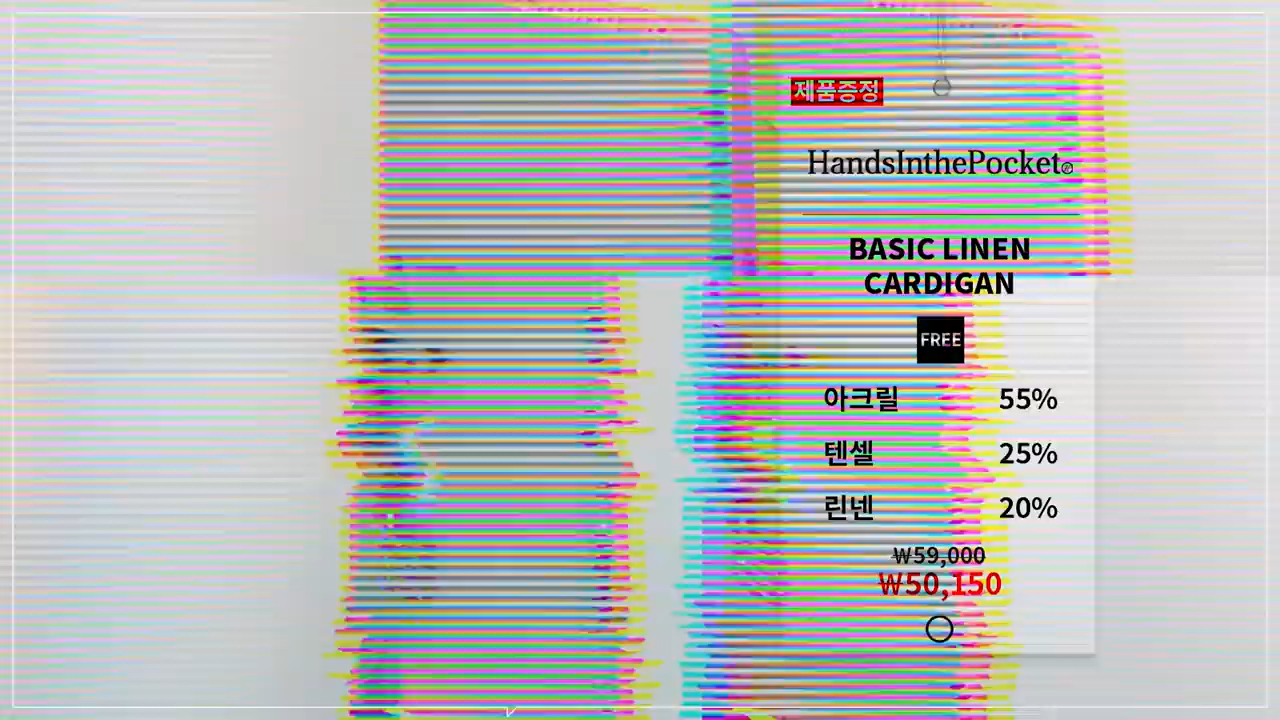 제품증정
HandsInthePocket®
BASIC LINEN
CARDIGAN
FREE
아크릴 55%
텐셀 25%
린넨 20%
₩59,000
₩50,150